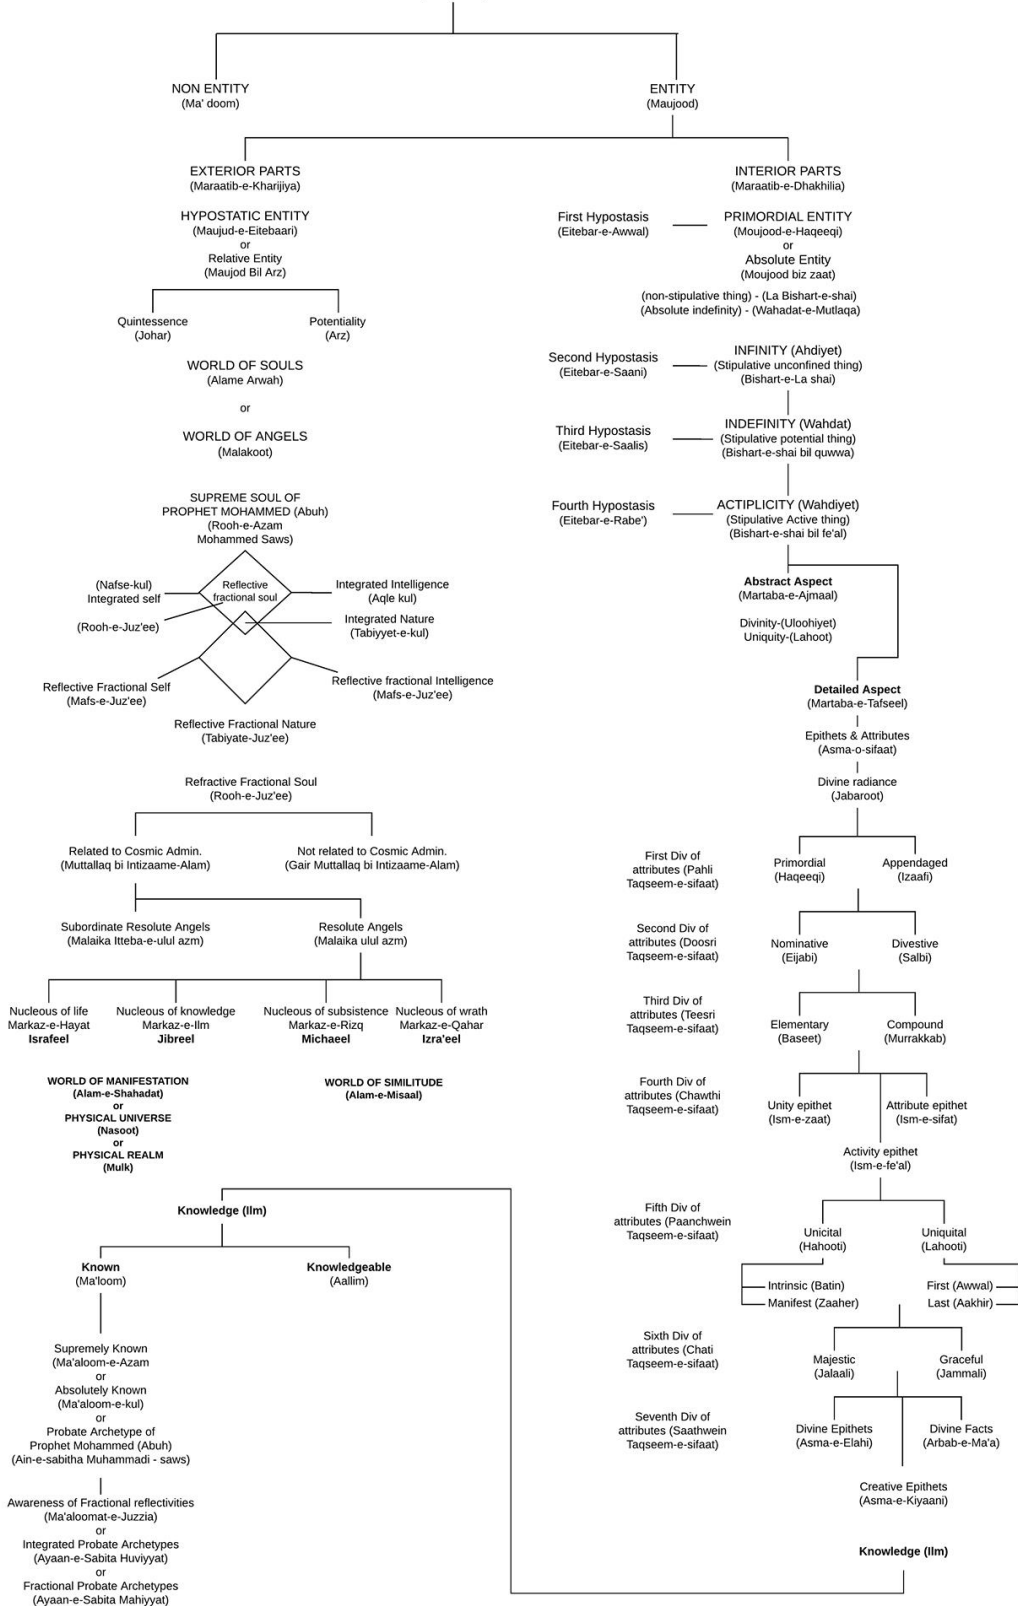 NON ENTITY
(Ma' doom)
ENTITY
(Maujood)
EXTERIOR PARTS
(Maraatib-e-Kharijiya)
HYPOSTATIC ENTITY
(Maujud-e-Eitebaari)
or
Relative Entity
(Maujod Bil Arz)
Quintessence
(Johar)
Potentiality
(Arz)
WORLD OF SOULS
(Alame Arwah)
or
WORLD OF ANGELS
(Malakoot)
SUPREME SOUL OF
PROPHET MOHAMMED (Abuh)
(Rooh-e-Azam
Mohammed Saws)
(Nafse-kul)
Integrated self
Reflective
fractional soul
Integrated Intelligence
(Aqle kul)
(Rooh-e-Juz'ee)
Integrated Nature
(Tabiyyet-e-kul)
Reflective Fractional Self
(Mafs-e-Juz'ee)
Reflective fractional Intelligence
(Mafs-e-Juz'ee)
Reflective Fractional Nature
(Tabiyate-Juz'ee)
Refractive Fractional Soul
(Rooh-e-Juz'ee)
Related to Cosmic Admin.
(Muttallaq bi Intizaame-Alam)
Not related to Cosmic Admin.
(Gair Muttallaq bi Intizaame-Alam)
Subordinate Resolute Angels
(Malaika Itteba-e-ulul azm)
Resolute Angels
(Malaika ulul azm)
Nucleous of life
Markaz-e-Hayat
Israfeel
Nucleous of knowledge
Markaz-e-Ilm
Jibreel
Nucleous of subsistence
Markaz-e-Rizq
Michaeel
Nucleous of wrath
Markaz-e-Qahar
Izra'eel
WORLD OF MANIFESTATION
(Alam-e-Shahadat)
or
PHYSICAL UNIVERSE
(Nasoot)
or
PHYSICAL REALM
(Mulk)
WORLD OF SIMILITUDE
(Alam-e-Misaal)
Knowledge (Ilm)
Known
(Ma'loom)
Knowledgeable
(Aallim)
Supremely Known
(Ma'aloom-e-Azam
or
Absolutely Known
(Ma'aloom-e-kul)
or
Probate Archetype of
Prophet Mohammed (Abuh)
(Ain-e-sabitha Muhammadi - saws)
Awareness of Fractional reflectivities
(Ma'aloomat-e-Juzzia)
or
Integrated Probate Archetypes
(Ayaan-e-Sabita Huviyyat)
or
Fractional Probate Archetypes
(Ayaan-e-Sabita Mahiyyat)
INTERIOR PARTS
(Maraatib-e-Dhakhilia)
First Hypostasis
(Eitebar-e-Awwal)
PRIMORDIAL ENTITY
(Moujood-e-Haqeeqi)
or
Absolute Entity
(Moujood biz zaat)
(non-stipulative thing) - (La Bishart-e-shai)
(Absolute indefinity) - (Wahadat-e-Mutlaqa)
Second Hypostasis
(Eitebar-e-Saani)
INFINITY (Ahdiyet)
(Stipulative unconfined thing)
(Bishart-e-La shai)
Third Hypostasis
(Eitebar-e-Saalis)
INDEFINITY (Wahdat)
(Stipulative potential thing)
(Bishart-e-shai bil quwwa)
Fourth Hypostasis
(Eitebar-e-Rabe')
ACTIPLICITY (Wahdiyet)
(Stipulative Active thing)
(Bishart-e-shai bil fe'al)
Abstract Aspect
(Martaba-e-Ajmaal)
Divinity-(Uloohiyet)
Uniquity-(Lahoot)
Detailed Aspect
(Martaba-e-Tafseel)
Epithets & Attributes
(Asma-o-sifaat)
Divine radiance
(Jabaroot)
First Div of
attributes (Pahli
Taqseem-e-sifaat)
Primordial
(Haqeeqi)
Appendaged
(Izaafi)
Second Div of
attributes (Doosri
Taqseem-e-sifaat)
Nominative
(Eijabi)
Divestive
(Salbi)
Third Div of
attributes (Teesri
Taqseem-e-sifaat)
Elementary
(Baseet)
Compound
(Murrakkab)
Fourth Div of
attributes (Chawthi
Taqseem-e-sifaat)
Unity epithet
(Ism-e-zaat)
Attribute epithet
(Ism-e-sifat)
Activity epithet
(Ism-e-fe'al)
Fifth Div of
attributes (Paanchwein
Taqseem-e-sifaat)
Unicital
(Hahooti)
Uniquital
(Lahooti)
Intrinsic (Batin)
Manifest (Zaaher)
First (Awwal)
Last (Aakhir)
Sixth Div of
attributes (Chati
Taqseem-e-sifaat)
Majestic
(Jalaali)
Graceful
(Jammali)
Seventh Div of
attributes (Saathwein
Taqseem-e-sifaat)
Divine Epithets
(Asma-e-Elahi)
Divine Facts
(Arbab-e-Ma'a)
Creative Epithets
(Asma-e-Kiyaani)
Knowledge (Ilm)